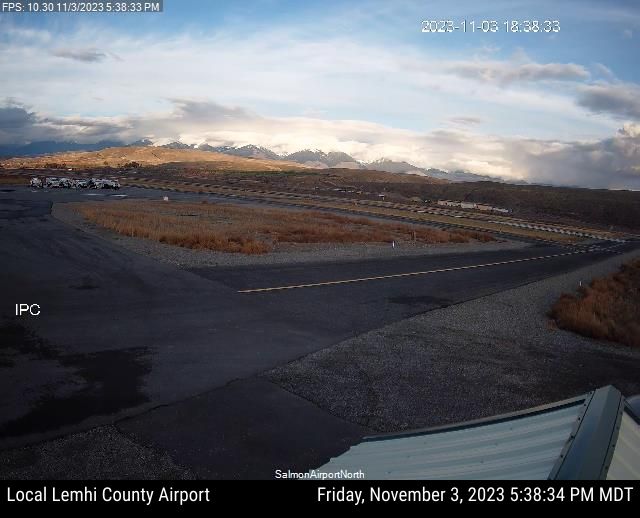 FPS: 10.30 11/3/2023 5:38:33 PM
2023-11-03 18:38:33
IPC
SalmonAirportNorth
Local Lemhi County Airport
Friday, November 3, 2023 5:38:34 PM MDT